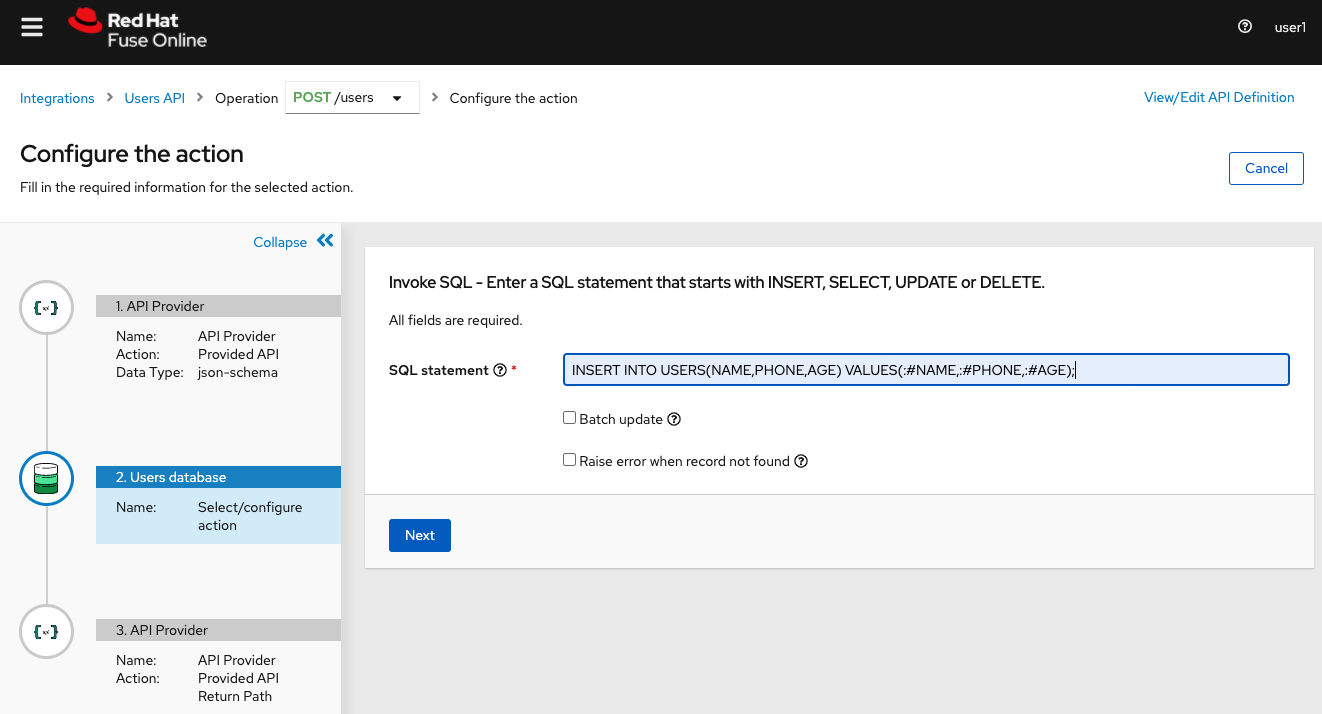 Red Hat
Fuse Online
user1
Integrations > Users API > Operation POST /users > Configure the action
View/Edit API Definition
Configure the action
Cancel
Fill in the required information for the selected action.
Collapse
1. API Provider
Name: API Provider
Action: Provided API
Data Type: json-schema
2. Users database
Name: Select/configure
action
3. API Provider
Name: API Provider
Action: Provided API
Return Path
Invoke SQL - Enter a SQL statement that starts with INSERT, SELECT, UPDATE or DELETE.
All fields are required.
SQL statement * INSERT INTO USERS(NAME,PHONE,AGE) VALUES(:#NAME,:#PHONE,:#AGE);
Batch update
Raise error when record not found
Next